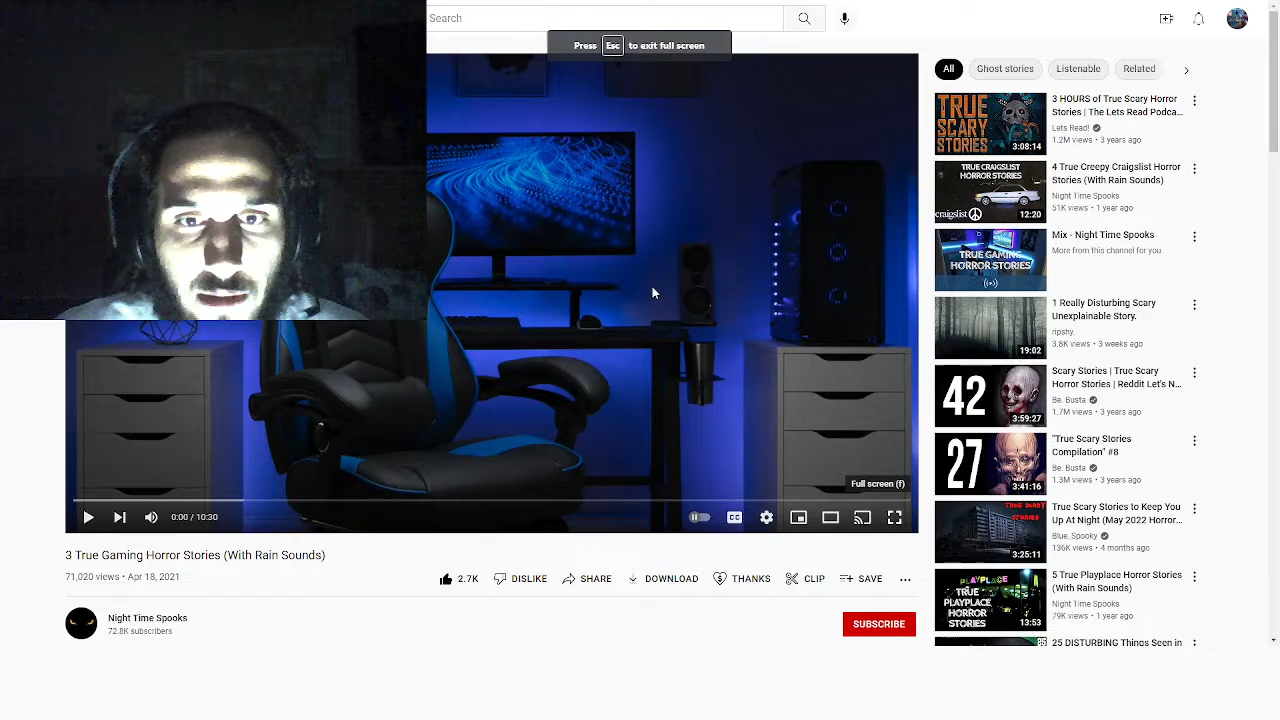 Search
Press Esc to exit full screen
Full screen (f)
0:00 / 10:30
CC
3 True Gaming Horror Stories (With Rain Sounds)
71,020 views • Apr 18, 2021
2.7K
DISLIKE
SHARE
DOWNLOAD
THANKS
CLIP
SAVE
Night Time Spooks
72.8K subscribers
SUBSCRIBE
All
Ghost stories
Listenable
Related
TRUE
SCARY
STORIES
3:08:14
3 HOURS of True Scary Horror
Stories | The Lets Read Podca...
Lets Read!
1.2M views • 3 years ago
TRUE CRAIGSLIST
HORROR STORIES
craigslist
12:20
4 True Creepy Craigslist Horror
Stories (With Rain Sounds)
Night Time Spooks
51K views • 1 year ago
TRUE GAMING
HORROR STORIES
Mix - Night Time Spooks
More from this channel for you
19:02
1 Really Disturbing Scary
Unexplainable Story.
ripshy.
3.8K views • 3 weeks ago
42
3:59:27
Scary Stories | True Scary
Horror Stories | Reddit Let's N...
Be. Busta
1.7M views • 3 years ago
27
3:41:16
"True Scary Stories
Compilation" #8
Be. Busta
1.3M views • 3 years ago
TRUE SCARY
STORIES
3:25:11
True Scary Stories to Keep You
Up At Night (May 2022 Horror...
Blue_Spooky
136K views • 4 months ago
PLAYPLACE
TRUE
PLAYPLACE
HORROR
STORIES
13:53
5 True Playplace Horror Stories
(With Rain Sounds)
Night Time Spooks
79K views • 1 year ago
25 DISTURBING Things Seen in